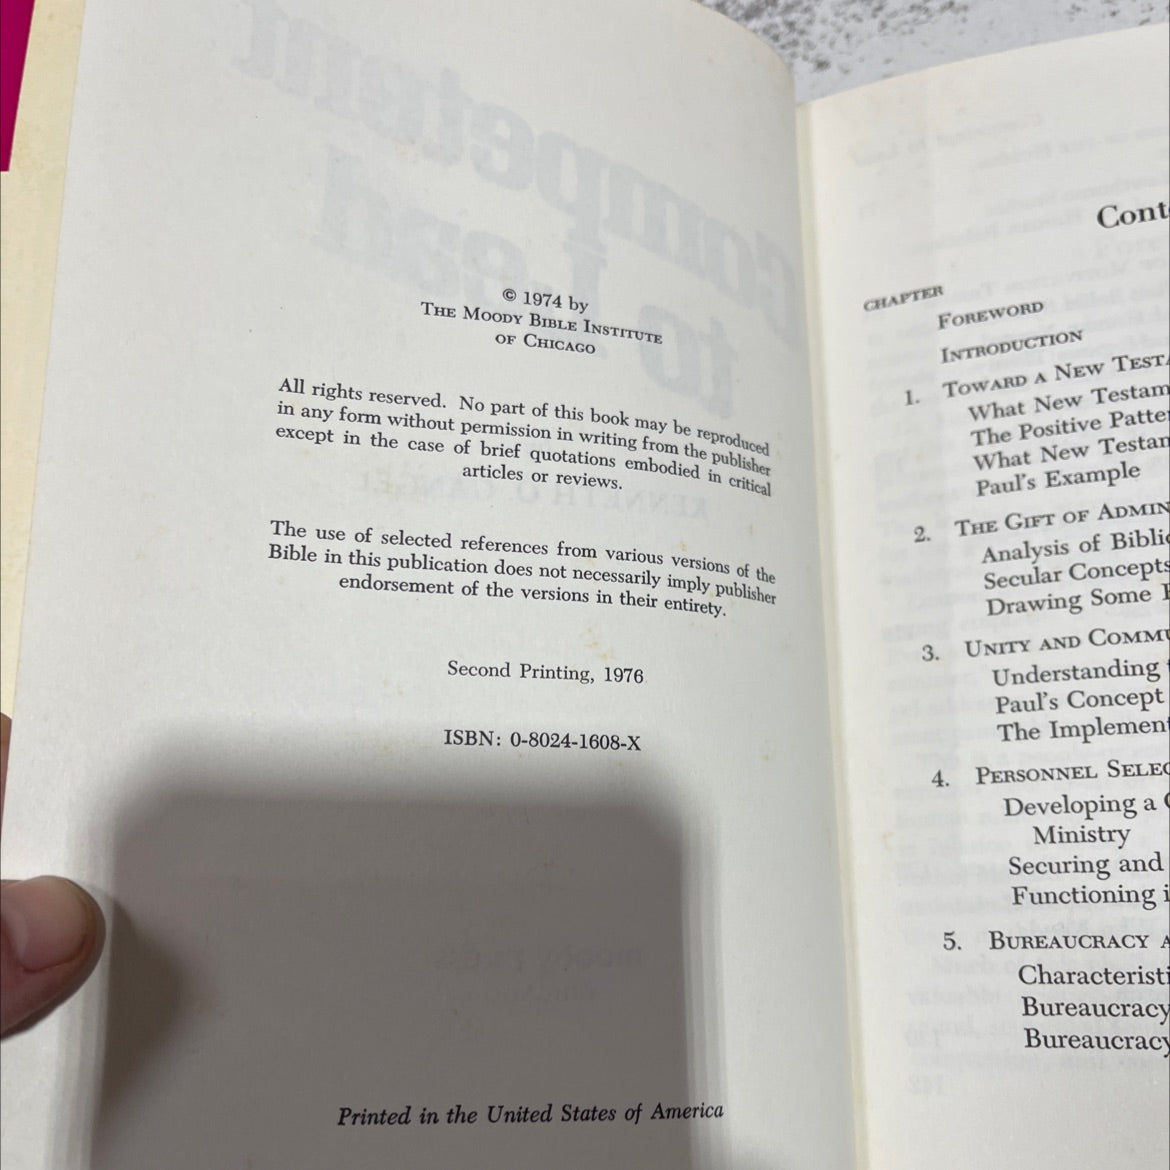 © 1974 by
THE MOODY BIBLE INSTITUTE
OF CHICAGO
All rights reserved. No part of this book may be reproduced
in any form without permission in writing from the publisher
except in the case of brief quotations embodied in critical
articles or reviews.
The use of selected references from various versions of the
Bible in this publication does not necessarily imply publisher
endorsement of the versions in their entirety.
Second Printing, 1976
ISBN: 0-8024-1608-X
Printed in the United States of America
Cont
CHAPTER
FOREWORD
INTRODUCTION
1. TOWARD A NEW TESTA
What New Testam
The Positive Patter
What New Testam
Paul's Example
2. THE GIFT OF ADMIN
Analysis of Biblic
Secular Concepts
Drawing Some
3. UNITY AND COMMU
Understanding
Paul's Concept
The Implement
4. PERSONNEL SELEC
Developing a
Ministry
Securing and
Functioning i
5. BUREAUCRACY A
Characteristi
Bureaucracy
Bureaucracy